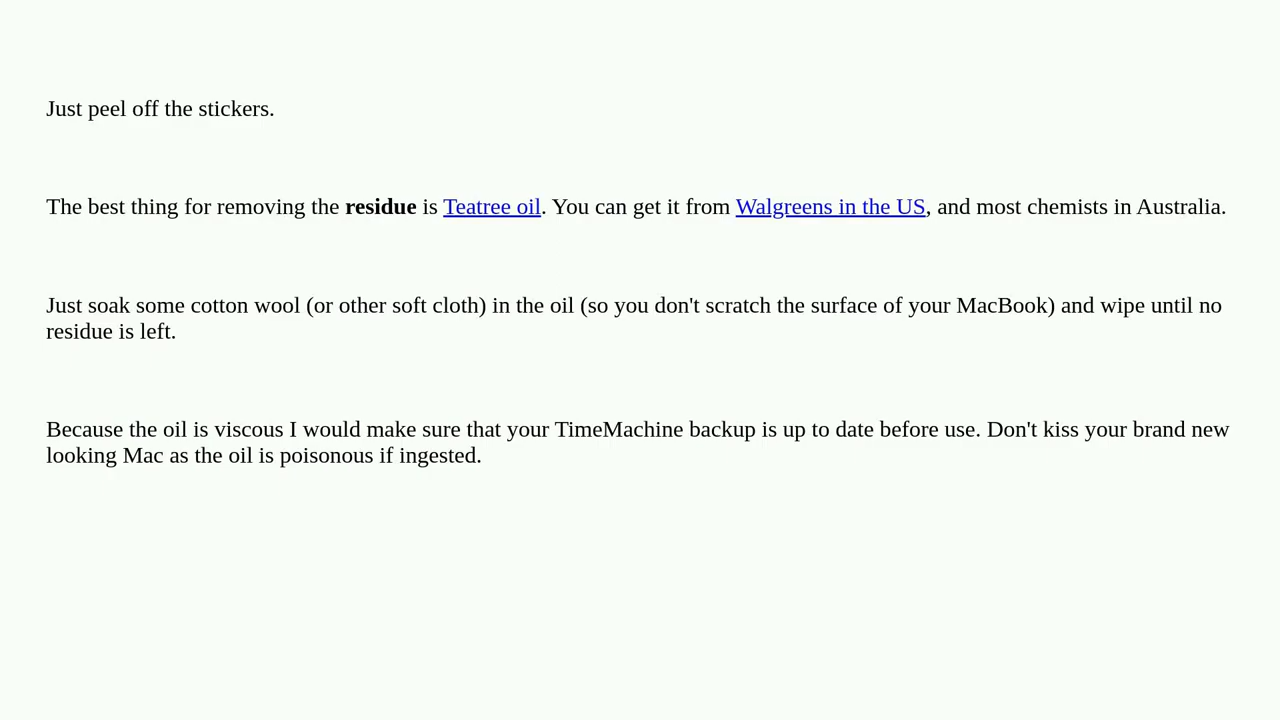 Just peel off the stickers.
The best thing for removing the residue is Teatree oil. You can get it from Walgreens in the US, and most chemists in Australia.
Just soak some cotton wool (or other soft cloth) in the oil (so you don't scratch the surface of your MacBook) and wipe until no
residue is left.
Because the oil is viscous I would make sure that your TimeMachine backup is up to date before use. Don't kiss your brand new
looking Mac as the oil is poisonous if ingested.